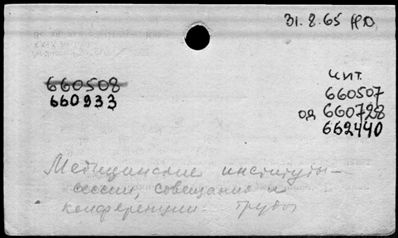 31.8.65
660508
660933
чит.
660507
од 660728
662440
Медицинские институты —
сессии, совещания и
конференции — труды